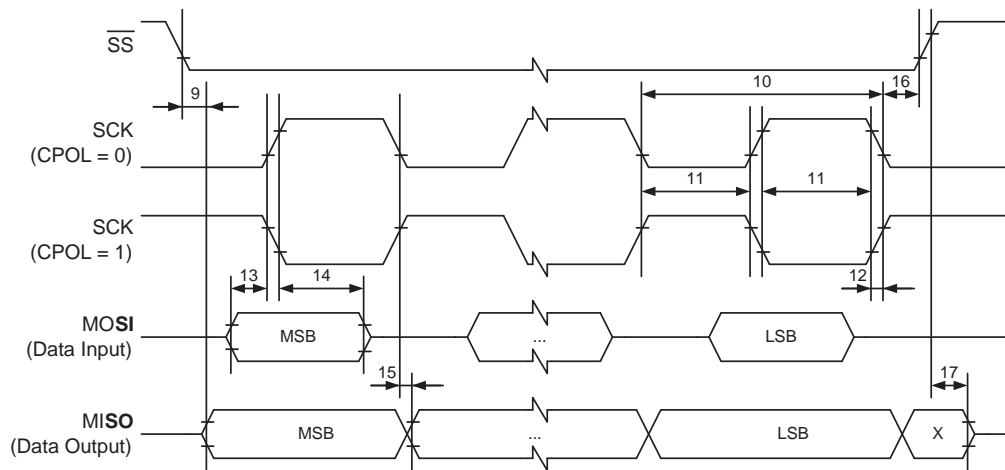 SS
9
10
16
SCK
(CPOL = 0)
11
11
SCK
(CPOL = 1)
13
14
12
MOSI
(Data Input)
MSB
...
LSB
15
17
MISO
(Data Output)
MSB
...
LSB
X